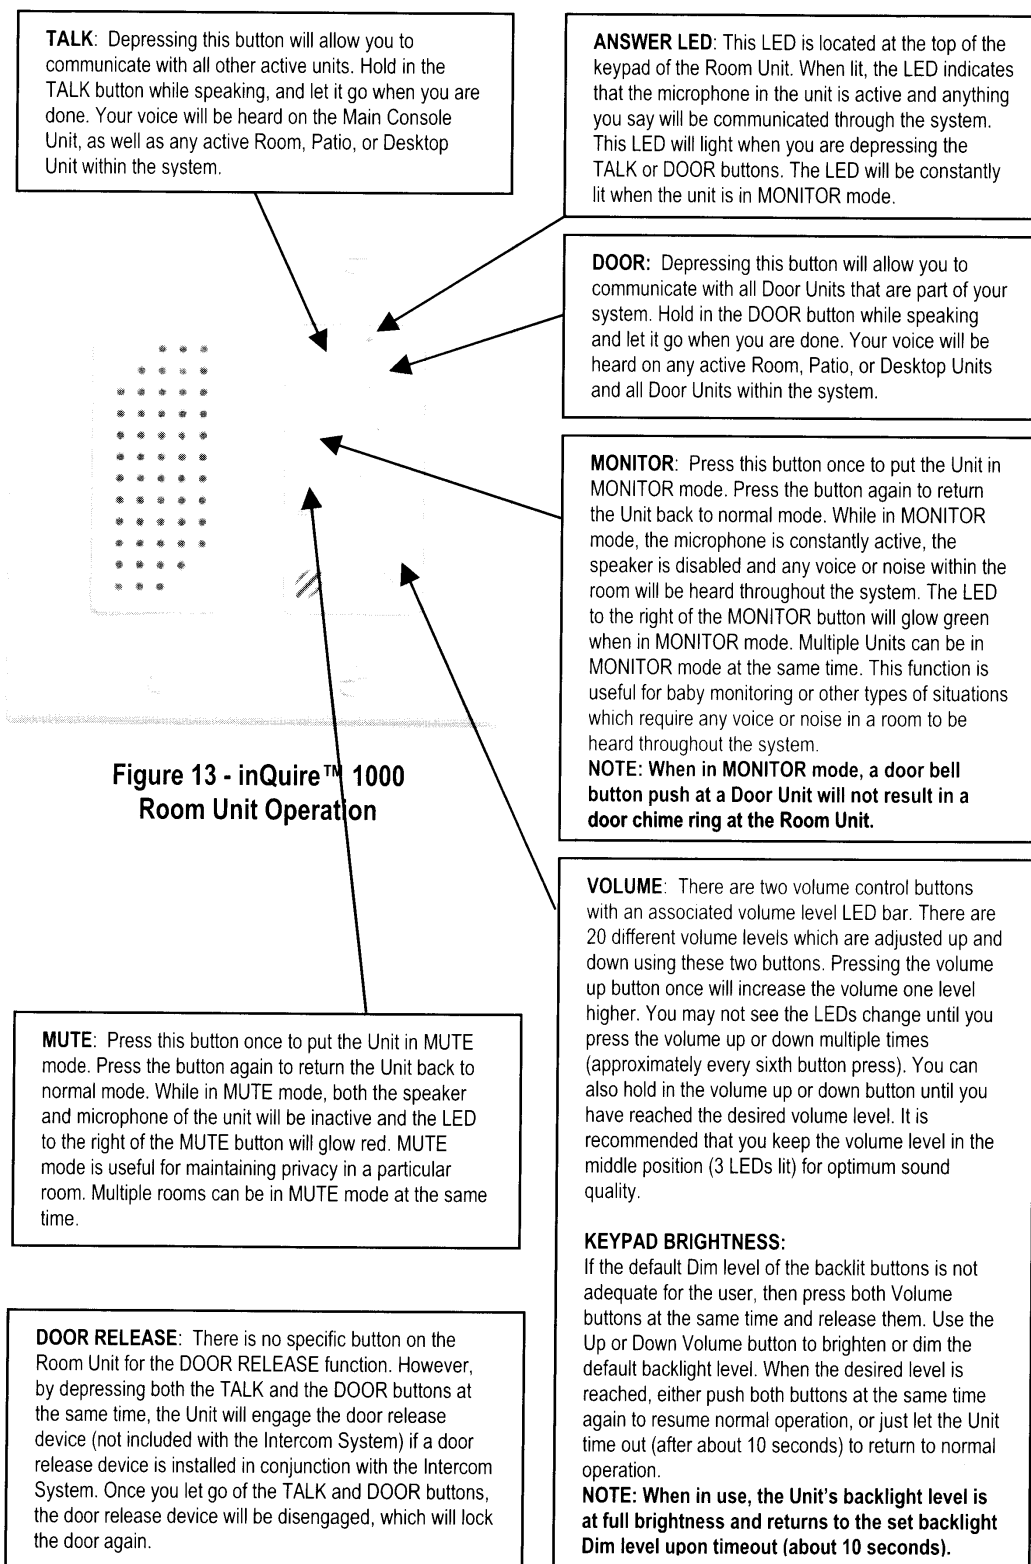 TALK: Depressing this button will allow you to
communicate with all other active units. Hold in the
TALK button while speaking, and let it go when you are
done. Your voice will be heard on the Main Console
Unit, as well as any active Room, Patio, or Desktop
Unit within the system.
ANSWER LED: This LED is located at the top of the
keypad of the Room Unit. When lit, the LED indicates
that the microphone in the unit is active and anything
you say will be communicated through the system.
This LED will light when you are depressing the
TALK or DOOR buttons. The LED will be constantly
lit when the unit is in MONITOR mode.
DOOR: Depressing this button will allow you to
communicate with all Door Units that are part of your
system. Hold in the DOOR button while speaking
and let it go when you are done. Your voice will be
heard on any active Room, Patio, or Desktop Units
and all Door Units within the system.
MONITOR: Press this button once to put the Unit in
MONITOR mode. Press the button again to return
the Unit back to normal mode. While in MONITOR
mode, the microphone is constantly active, the
speaker is disabled and any voice or noise within the
room will be heard throughout the system. The LED
to the right of the MONITOR button will glow green
when in MONITOR mode. Multiple Units can be in
MONITOR mode at the same time. This function is
useful for baby monitoring or other types of situations
which require any voice or noise in a room to be
heard throughout the system.
NOTE: When in MONITOR mode, a door bell
button push at a Door Unit will not result in a
door chime ring at the Room Unit.
Figure 13 - inQuire™ 1000
Room Unit Operation
VOLUME: There are two volume control buttons
with an associated volume level LED bar. There are
20 different volume levels which are adjusted up and
down using these two buttons. Pressing the volume
up button once will increase the volume one level
higher. You may not see the LEDs change until you
press the volume up or down multiple times
(approximately every sixth button press). You can
also hold in the volume up or down button until you
have reached the desired volume level. It is
recommended that you keep the volume level in the
middle position (3 LEDs lit) for optimum sound
quality.
KEYPAD BRIGHTNESS:
If the default Dim level of the backlit buttons is not
adequate for the user, then press both Volume
buttons at the same time and release them. Use the
Up or Down Volume button to brighten or dim the
default backlight level. When the desired level is
reached, either push both buttons at the same time
again to resume normal operation, or just let the Unit
time out (after about 10 seconds) to return to normal
operation.
NOTE: When in use, the Unit's backlight level is
at full brightness and returns to the set backlight
Dim level upon timeout (about 10 seconds).
MUTE: Press this button once to put the Unit in MUTE
mode. Press the button again to return the Unit back to
normal mode. While in MUTE mode, both the speaker
and microphone of the unit will be inactive and the LED
to the right of the MUTE button will glow red. MUTE
mode is useful for maintaining privacy in a particular
room. Multiple rooms can be in MUTE mode at the same
time.
DOOR RELEASE: There is no specific button on the
Room Unit for the DOOR RELEASE function. However,
by depressing both the TALK and the DOOR buttons at
the same time, the Unit will engage the door release
device (not included with the Intercom System) if a door
release device is installed in conjunction with the Intercom
System. Once you let go of the TALK and DOOR buttons,
the door release device will be disengaged, which will lock
the door again.